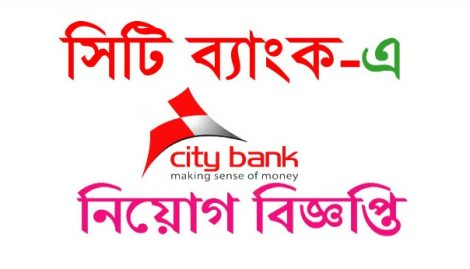 সিটি ব্যাংক-এ
city bank
making sense of money
নিয়োগ বিজ্ঞপ্তি